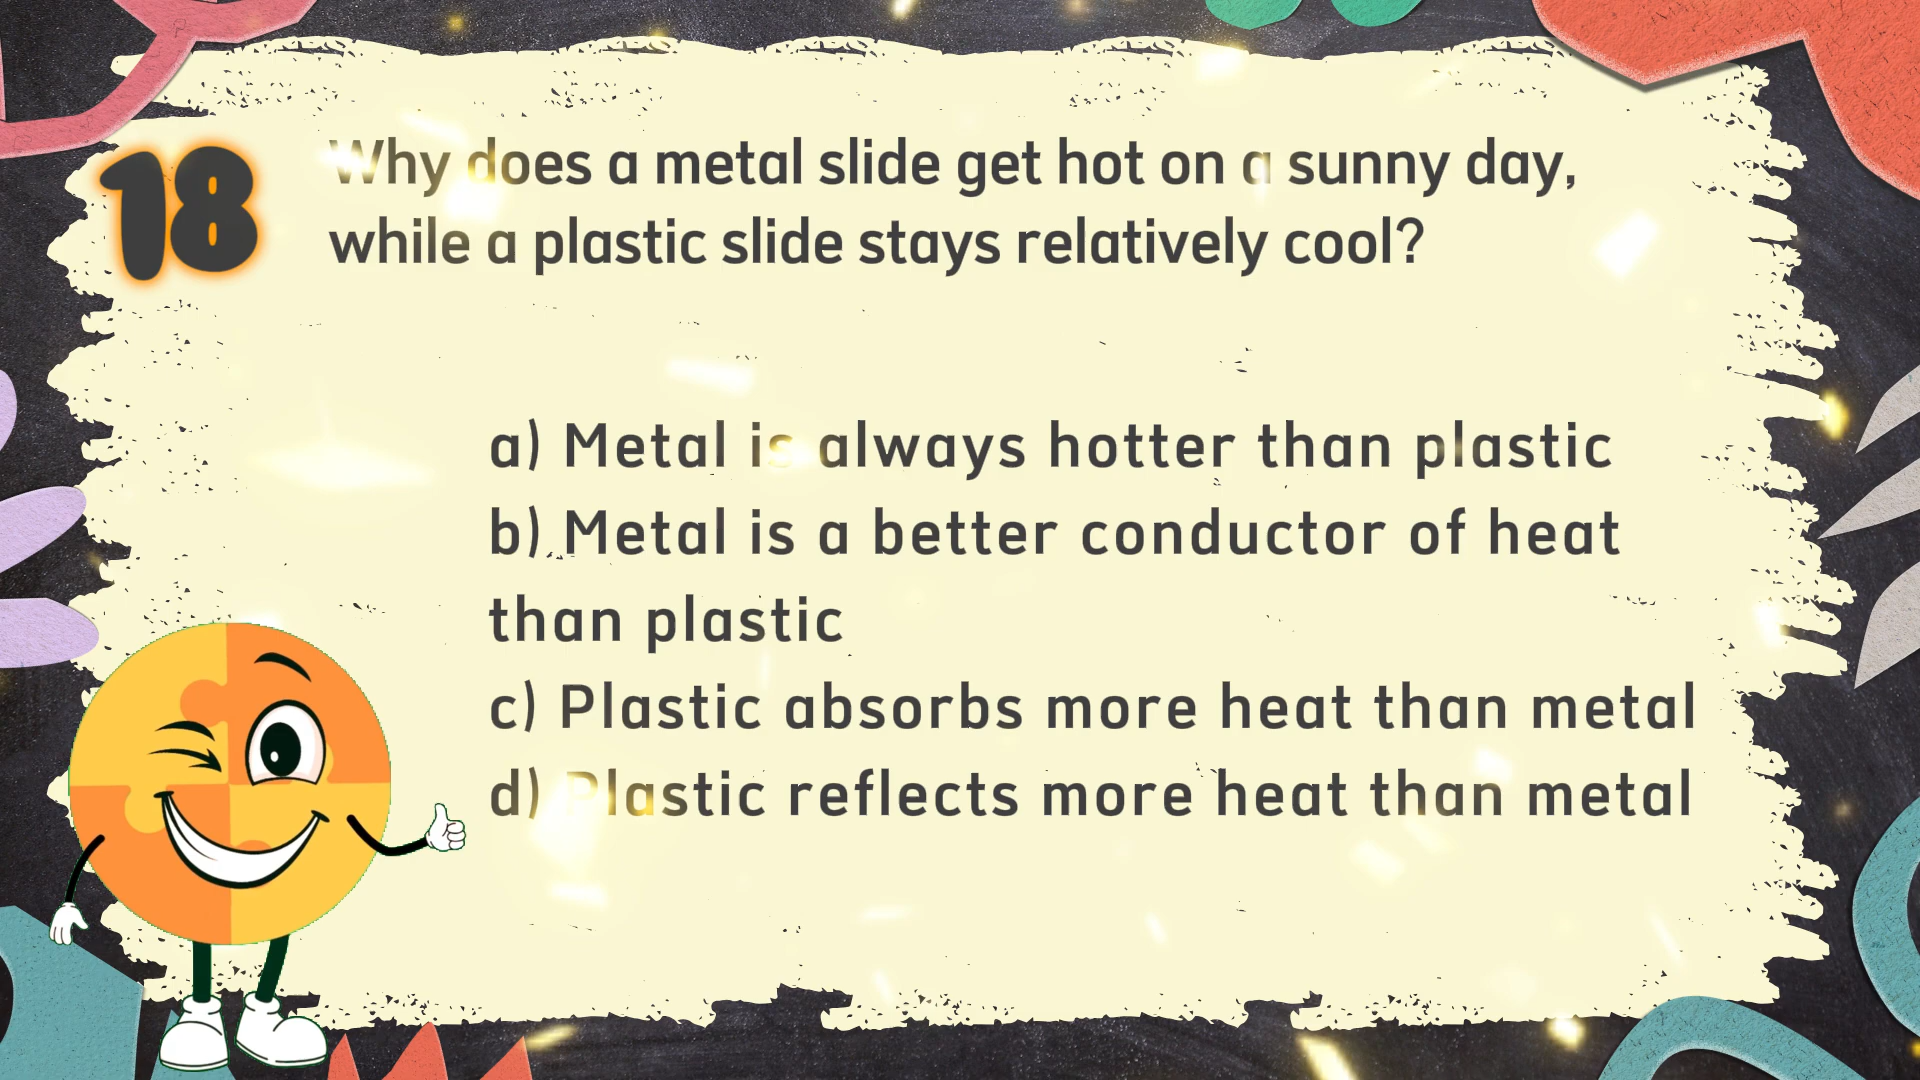 18
Why does a metal slide get hot on a sunny day,
while a plastic slide stays relatively cool?
a) Metal is always hotter than plastic
b) Metal is a better conductor of heat
than plastic
c) Plastic absorbs more heat than metal
d) Plastic reflects more heat than metal